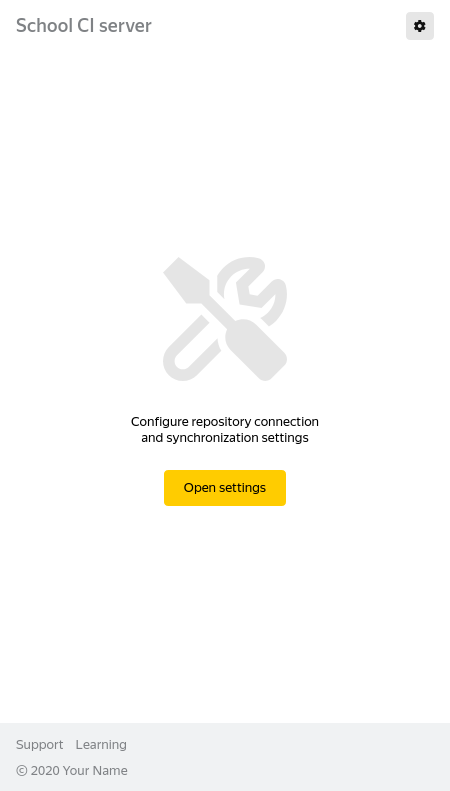 School CI server
Configure repository connection
and synchronization settings
Open settings
Support Learning
© 2020 Your Name